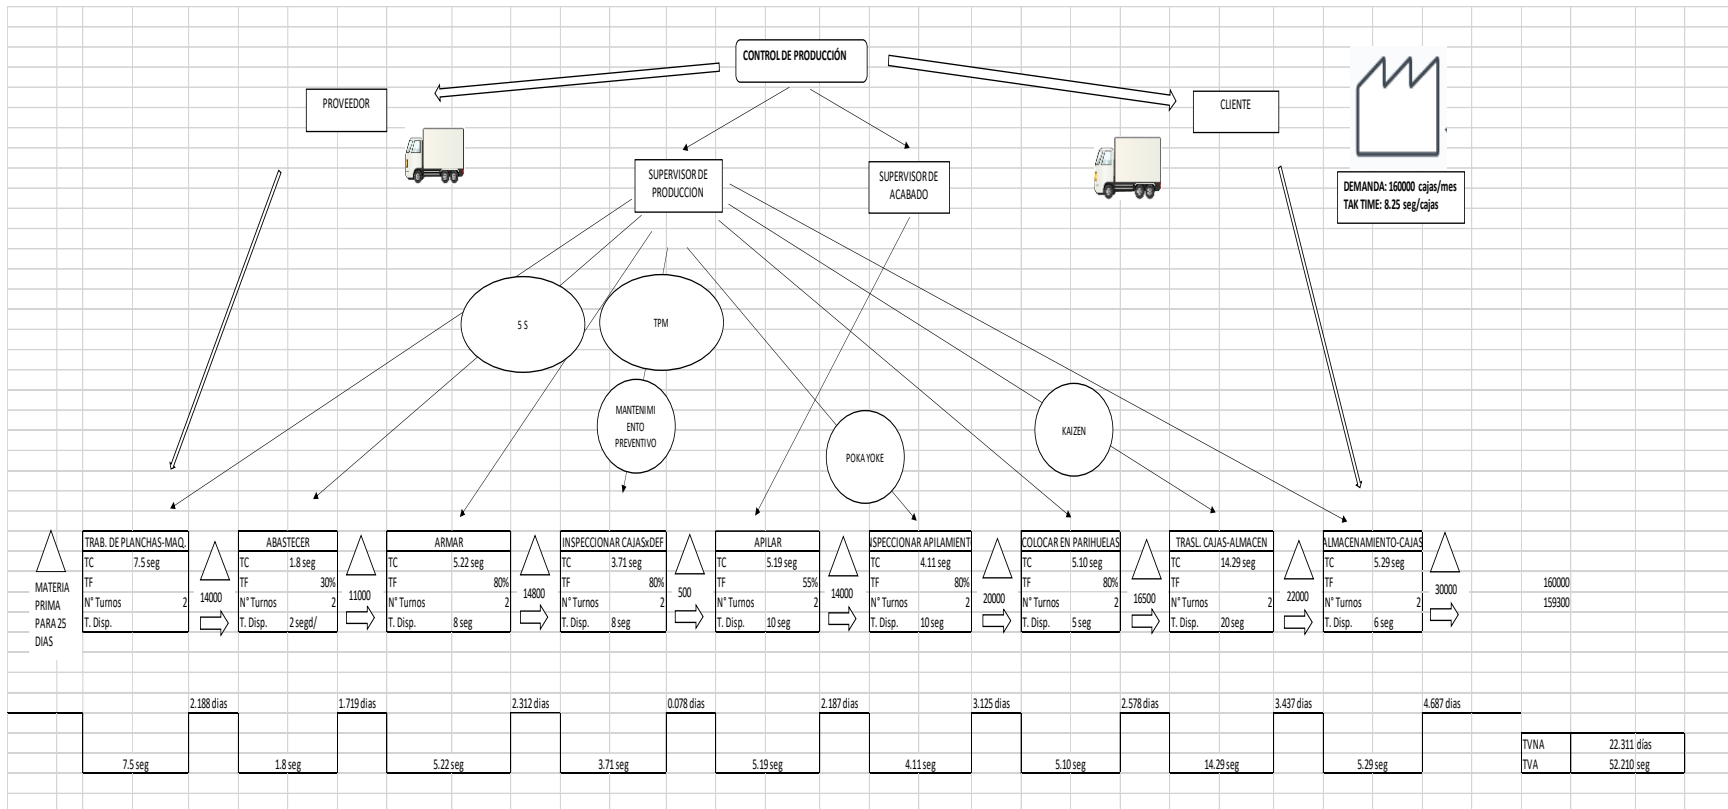 CONTROL DE PRODUCCIÓN
PROVEEDOR
CLIENTE
SUPERVISOR DE
PRODUCCION
SUPERVISOR DE
ACABADO
DEMANDA: 160000 cajas/mes
TAK TIME: 8.25 seg/cajas
5 S
TPM
MANTENIMI
ENTO
PREVENTIVO
POKA YOKE
KAIZEN
MATERIA
PRIMA
PARA 25
DIAS
TRAB. DE PLANCHAS-MAQ.
TC 7.5 seg
TF
N° Turnos 2
T. Disp.
14000
ABASTECER
TC 1.8 seg
TF 30%
N° Turnos 2
T. Disp. 2 segd/
11000
ARMAR
TC 5.22 seg
TF 80%
N° Turnos 2
T. Disp. 8 seg
14800
INSPECCIONAR CAJASxDEF
TC 3.71 seg
TF 80%
N° Turnos 2
T. Disp. 8 seg
500
APILAR
TC 5.19 seg
TF 55%
N° Turnos 2
T. Disp. 10 seg
14000
NSPECCIONAR APILAMIENT
TC 4.11 seg
TF 80%
N° Turnos 2
T. Disp. 10 seg
20000
COLOCAR EN PARIHUELAS
TC 5.10 seg
TF 80%
N° Turnos 2
T. Disp. 5 seg
16500
TRASL. CAJAS-ALMACEN
TC 14.29 seg
TF
N° Turnos 2
T. Disp. 20 seg
22000
ALMACENAMIENTO-CAJAS
TC 5.29 seg
TF
N° Turnos 2
T. Disp. 6 seg
30000
160000
159300
2.188 dias 1.719 dias 2.312 dias 0.078 dias 2.187 dias 3.125 dias 2.578 dias 3.437 dias 4.687 dias
7.5 seg 1.8 seg 5.22 seg 3.71 seg 5.19 seg 4.11 seg 5.10 seg 14.29 seg 5.29 seg
TVNA 22.311 días
TVA 52.210 seg